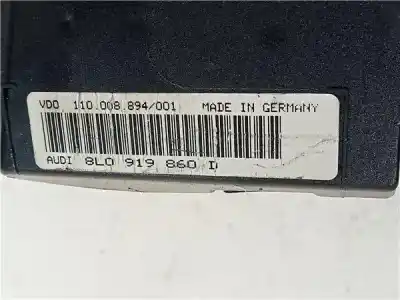 VDO 110.008.894/001 MADE IN GERMANY
AUDI 8L0 919 860 D